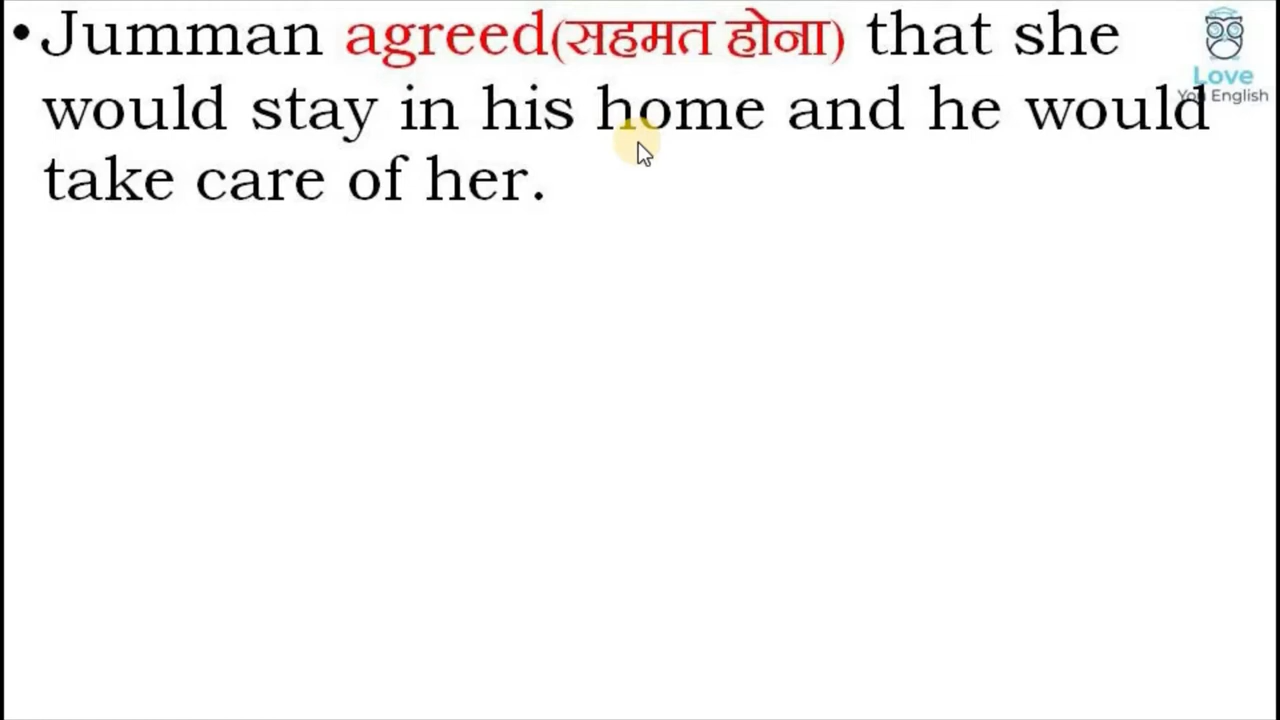 • Jumman agreed(सहमत होना) that she
would stay in his home and he would
take care of her.
Love
You English